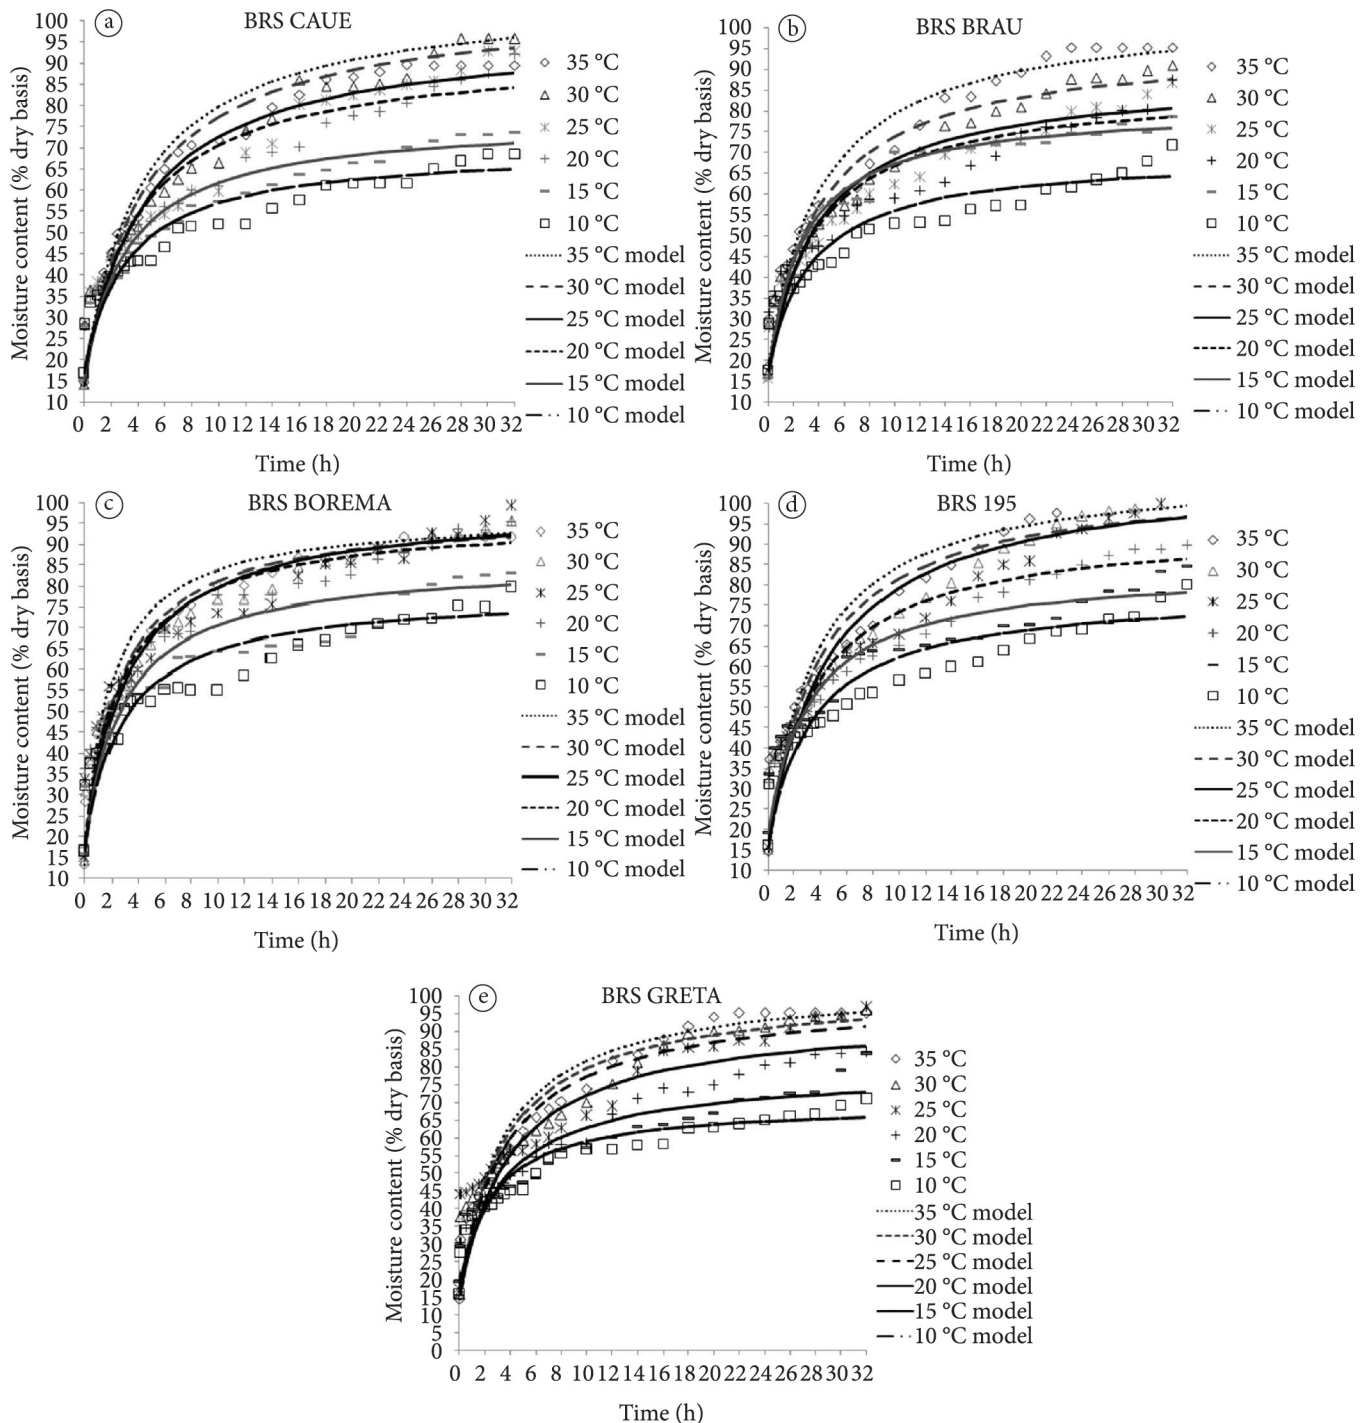 a
BRS CAUE
Moisture content (% dry basis)
100
95
90
85
80
75
70
65
60
55
50
45
40
35
30
25
20
15
10
0 2 4 6 8 10 12 14 16 18 20 22 24 26 28 30 32
Time (h)
35 °C
30 °C
25 °C
20 °C
15 °C
10 °C
35 °C model
30 °C model
25 °C model
20 °C model
15 °C model
10 °C model
b
BRS BRAU
Moisture content (% dry basis)
100
95
90
85
80
75
70
65
60
55
50
45
40
35
30
25
20
15
10
0 2 4 6 8 10 12 14 16 18 20 22 24 26 28 30 32
Time (h)
35 °C
30 °C
25 °C
20 °C
15 °C
10 °C
35 °C model
30 °C model
25 °C model
20 °C model
15 °C model
10 °C model
c
BRS BOREMA
Moisture content (% dry basis)
100
95
90
85
80
75
70
65
60
55
50
45
40
35
30
25
20
15
10
0 2 4 6 8 10 12 14 16 18 20 22 24 26 28 30 32
Time (h)
35 °C
30 °C
25 °C
20 °C
15 °C
10 °C
35 °C model
30 °C model
25 °C model
20 °C model
15 °C model
10 °C model
d
BRS 195
Moisture content (% dry basis)
100
95
90
85
80
75
70
65
60
55
50
45
40
35
30
25
20
15
10
0 2 4 6 8 10 12 14 16 18 20 22 24 26 28 30 32
Time (h)
35 °C
30 °C
25 °C
20 °C
15 °C
10 °C
35 °C model
30 °C model
25 °C model
20 °C model
15 °C model
10 °C model
e
BRS GRETA
Moisture content (% dry basis)
100
95
90
85
80
75
70
65
60
55
50
45
40
35
30
25
20
15
10
5
0
0 2 4 6 8 10 12 14 16 18 20 22 24 26 28 30 32
Time (h)
35 °C
30 °C
25 °C
20 °C
15 °C
10 °C
35 °C model
30 °C model
25 °C model
20 °C model
15 °C model
10 °C model